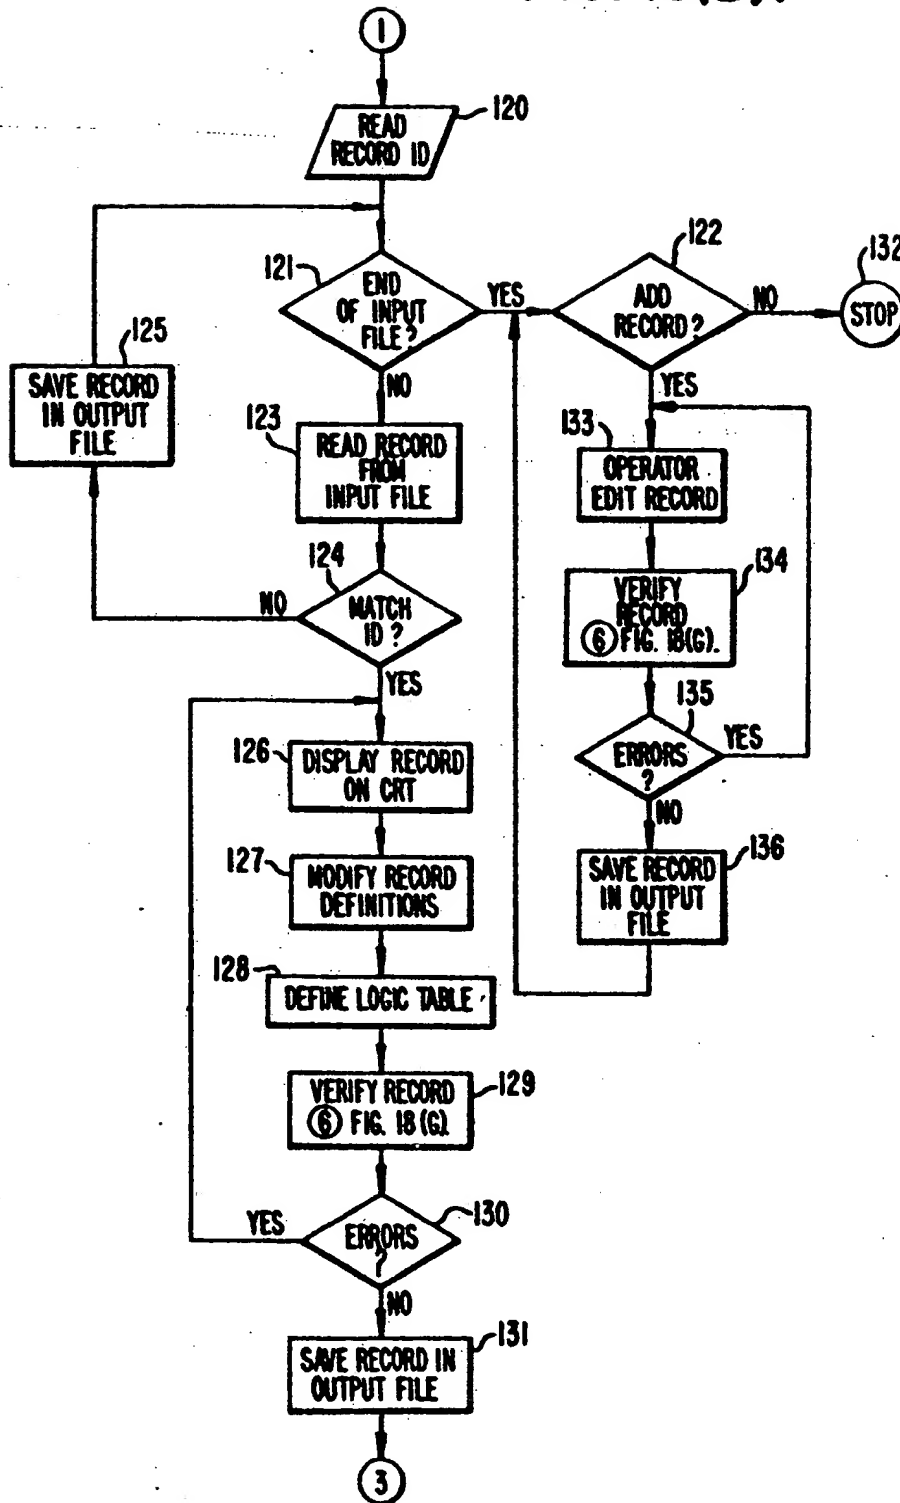 1
120
READ
RECORD ID
121
END
OF INPUT
FILE?
YES
NO
122
ADD
RECORD?
NO
YES
132
STOP
125
SAVE RECORD
IN OUTPUT
FILE
123
READ RECORD
FROM
INPUT FILE
124
MATCH
ID?
NO
YES
133
OPERATOR
EDIT RECORD
134
VERIFY
RECORD
6 FIG. 18(G).
135
ERRORS
?
YES
NO
136
SAVE RECORD
IN OUTPUT
FILE
126
DISPLAY RECORD
ON CRT
127
MODIFY RECORD
DEFINITIONS
128
DEFINE LOGIC TABLE
129
VERIFY RECORD
6 FIG. 18(G)
130
ERRORS
?
YES
NO
131
SAVE RECORD IN
OUTPUT FILE
3